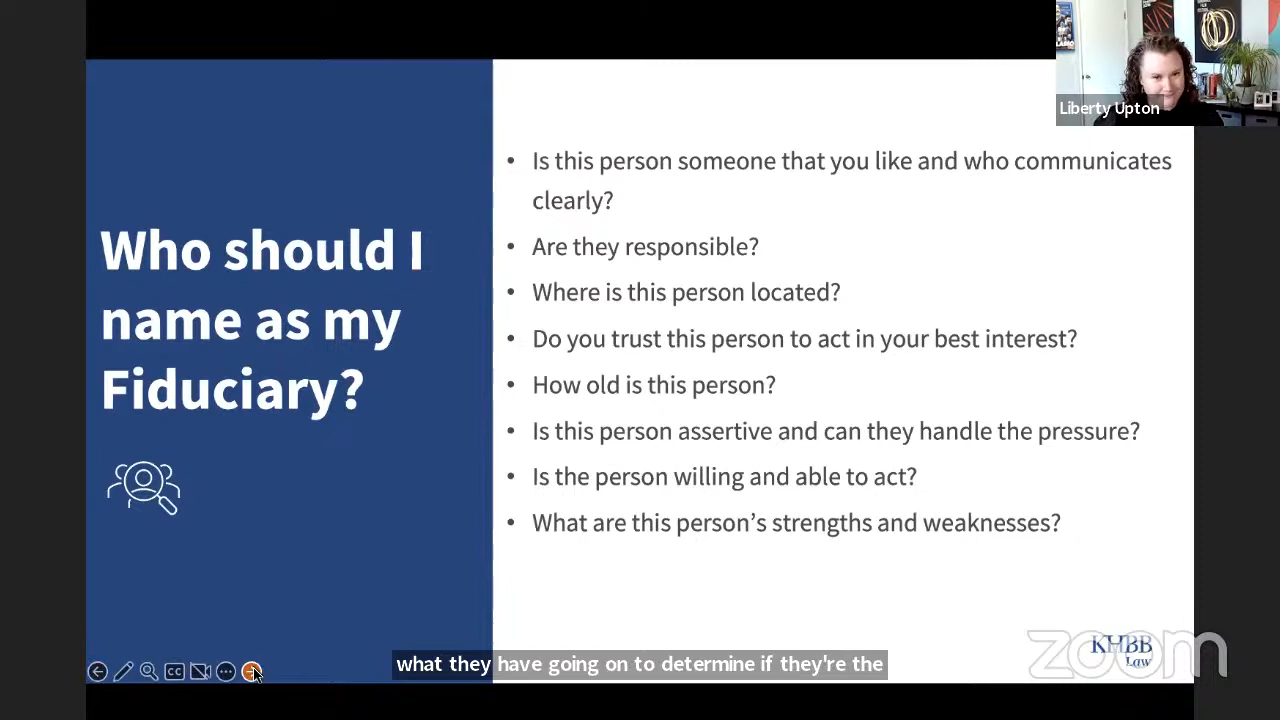 Liberty Upton
Who should I
name as my
Fiduciary?
• Is this person someone that you like and who communicates
clearly?
• Are they responsible?
• Where is this person located?
• Do you trust this person to act in your best interest?
• How old is this person?
• Is this person assertive and can they handle the pressure?
• Is the person willing and able to act?
• What are this person’s strengths and weaknesses?
KHBB
Law
zoom
CC
what they have going on to determine if they're the